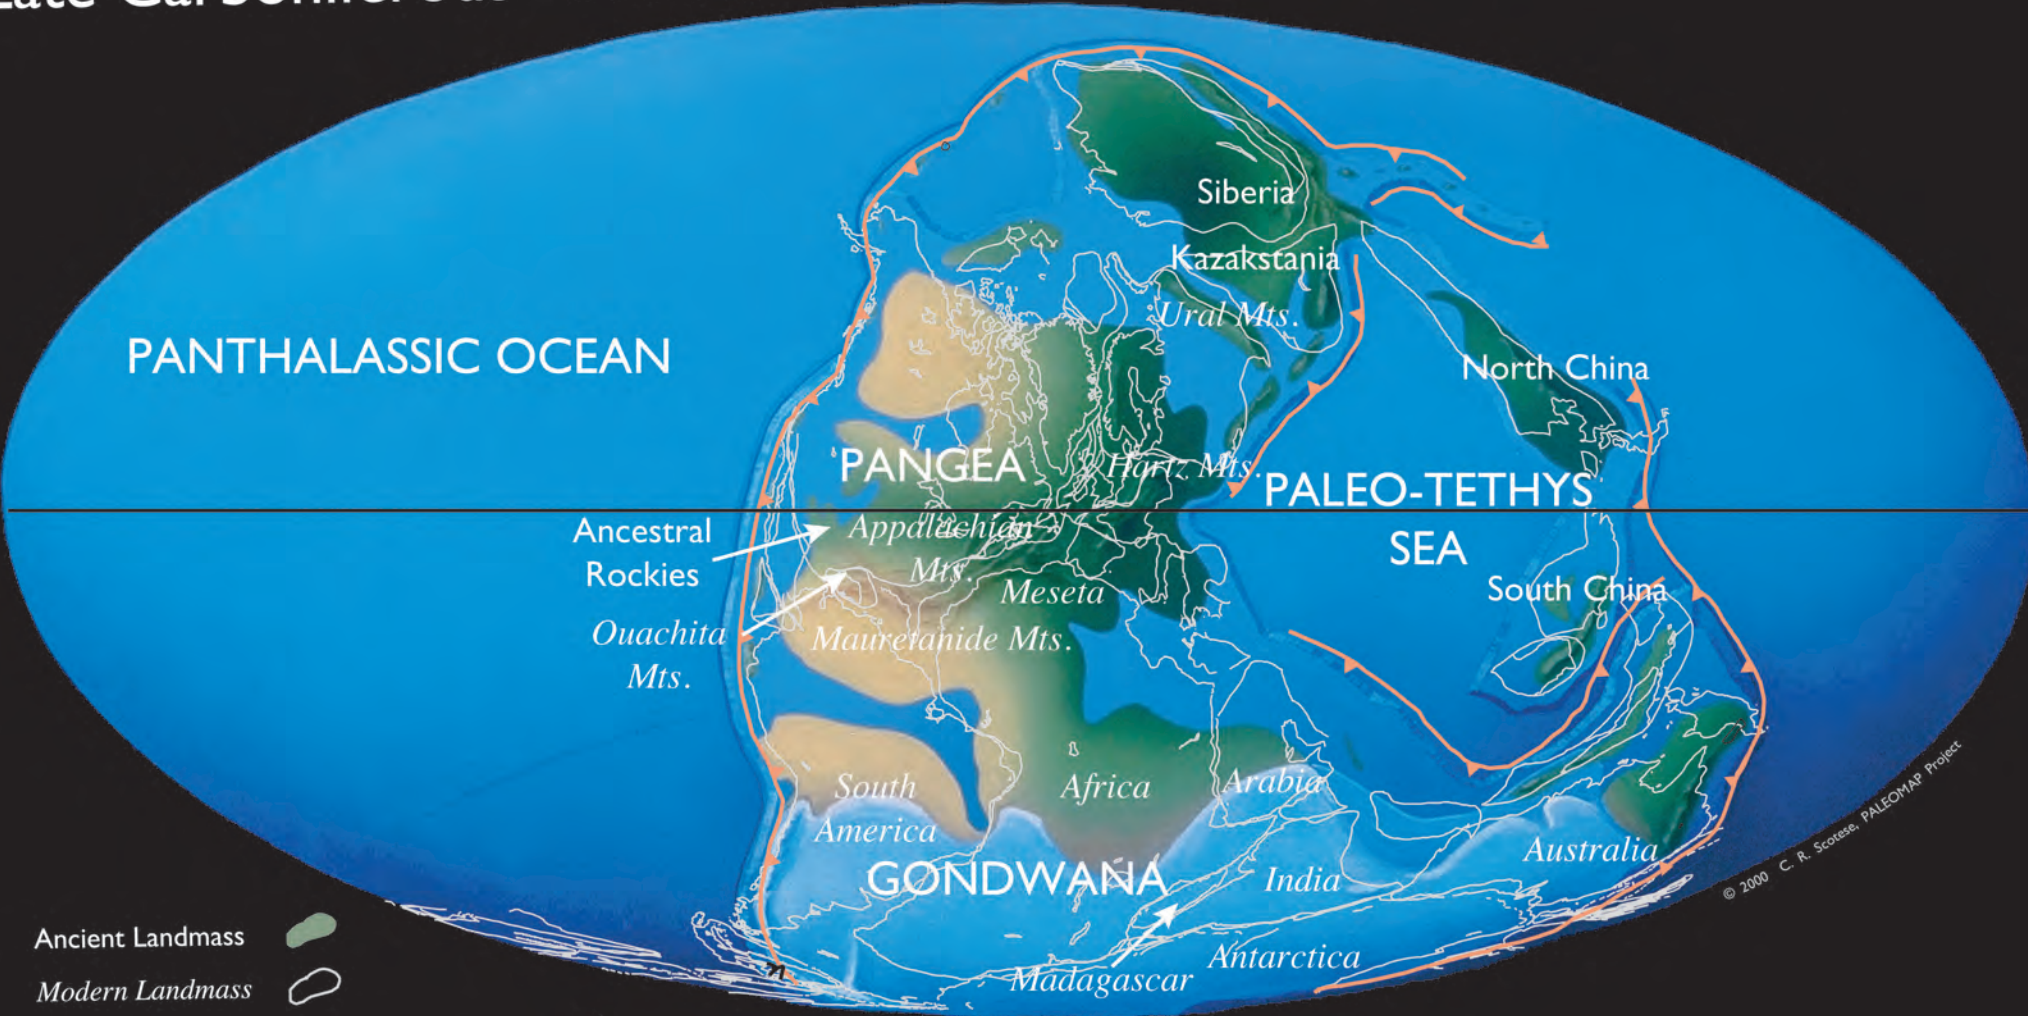 Late Carboniferous
Siberia
Kazakstania
Ural Mts.
PANTHALASSIC OCEAN
North China
PANGEA
Hartz Mts.
PALEO-TETHYS
SEA
Ancestral
Rockies
Appalachian
Mts.
Meseta
South China
Ouachita
Mts.
Mauretanide Mts.
South
America
Africa
Arabia
Australia
GONDWANA
India
Madagascar
Antarctica
© 2000 C. R. Scotese, PALEOMAP Project
Ancient Landmass
Modern Landmass